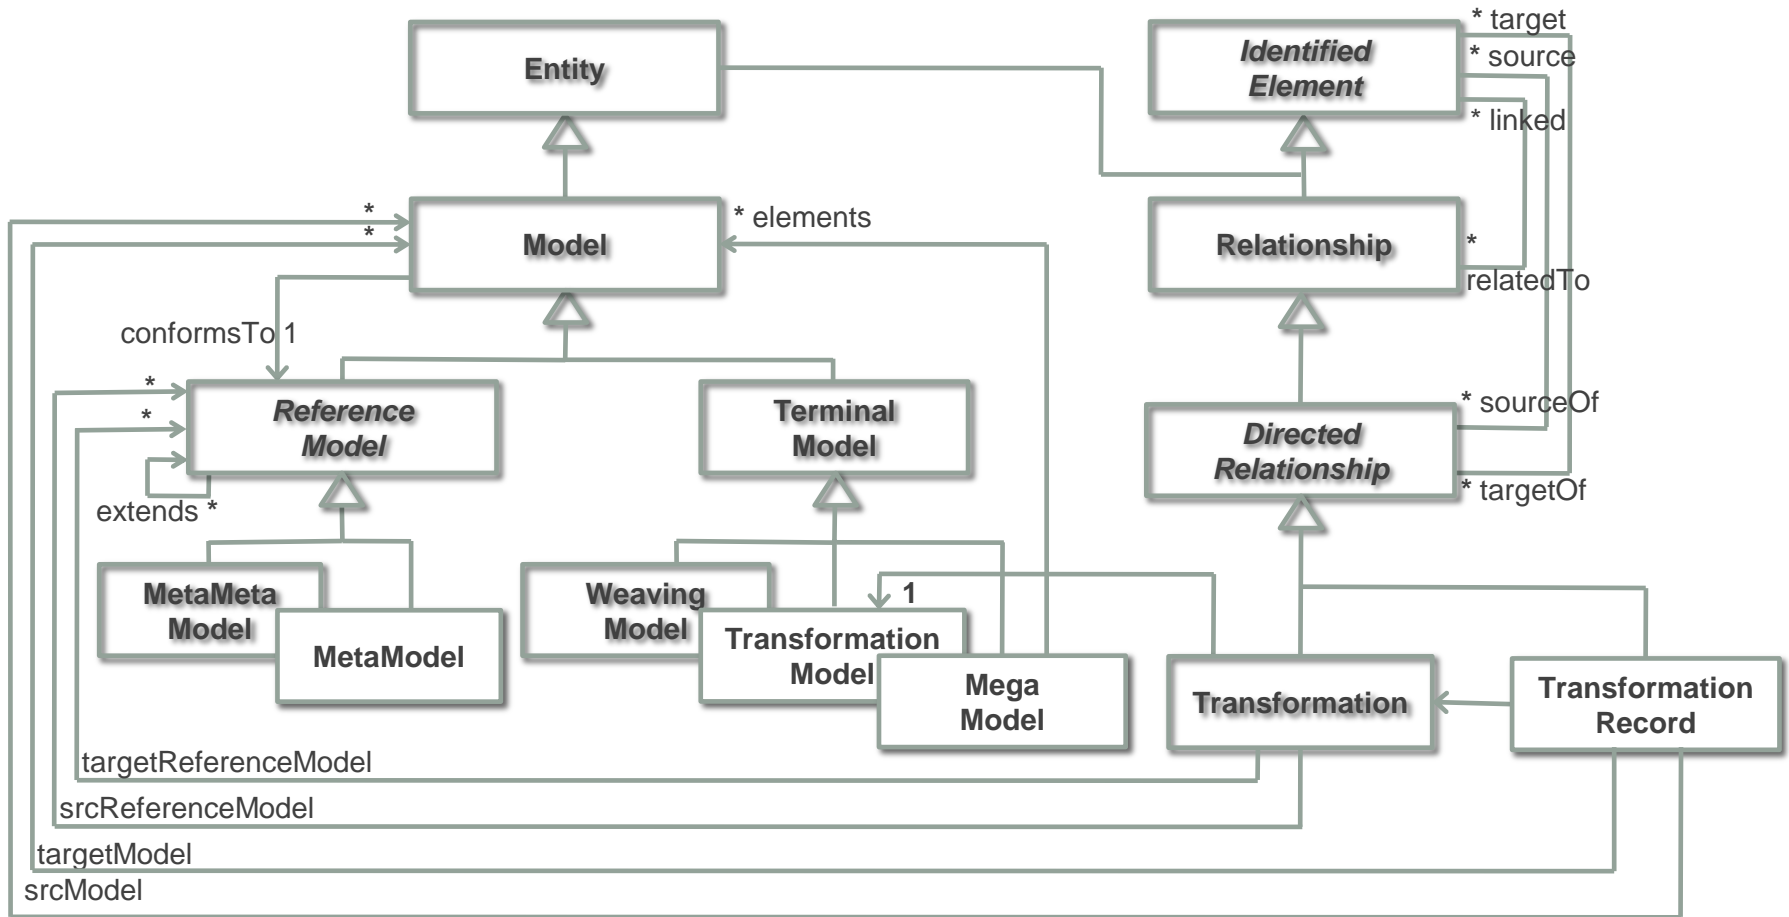 * target
Entity
Identified
Element
* source
* linked
*
*
Model
* elements
Relationship
*
relatedTo
conformsTo 1
*
*
Reference
Model
Terminal
Model
* sourceOf
Directed
Relationship
* targetOf
extends *
MetaMeta
Model
MetaModel
Weaving
Model
1
Transformation
Model
Mega
Model
Transformation
Transformation
Record
targetReferenceModel
srcReferenceModel
targetModel
srcModel